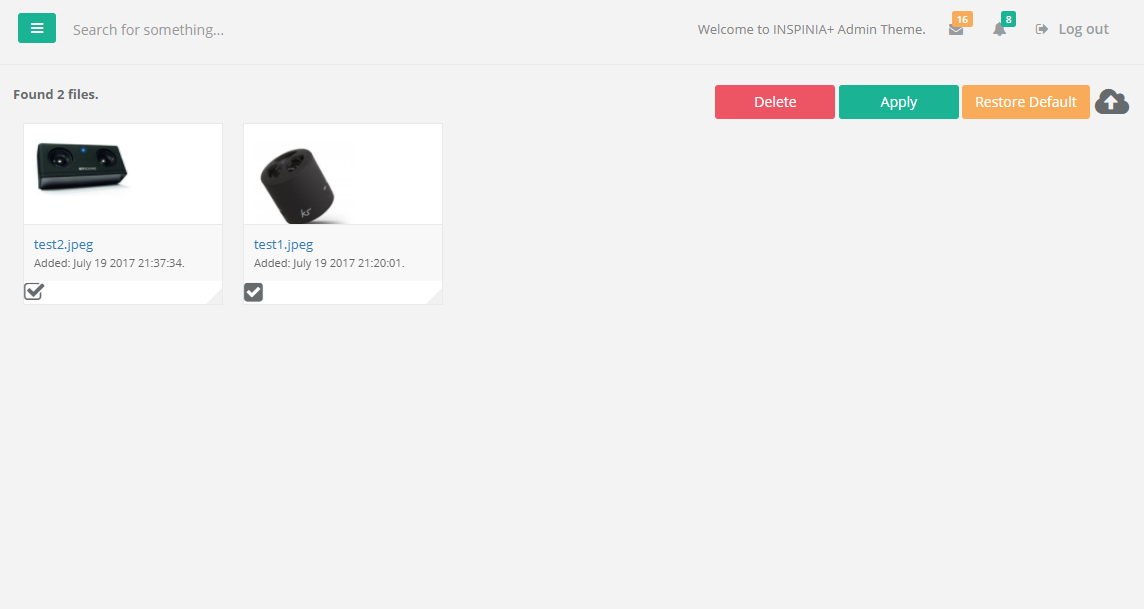 Search for something...
Welcome to INSPINIA+ Admin Theme.
16
8
Log out
Found 2 files.
Delete
Apply
Restore Default
ks
test2.jpeg
Added: July 19 2017 21:37:34.
test1.jpeg
Added: July 19 2017 21:20:01.